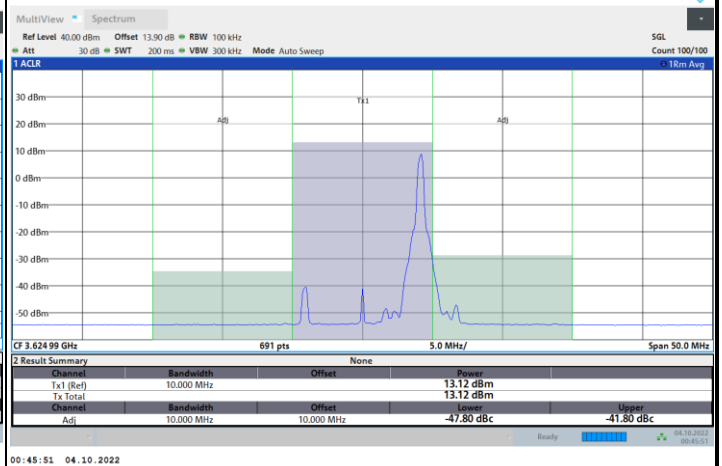 MultiView Spectrum
Ref Level 40.00 dBm Offset 13.90 dB RBW 100 kHz SGL
Att 30 dB SWT 200 ms VBW 300 kHz Mode Auto Sweep Count 100/100
1 ACLR 1Rm Avg
30 dBm
Tx1
20 dBm
Adj Adj
10 dBm
0 dBm
-10 dBm
-20 dBm
-30 dBm
-40 dBm
-50 dBm
CF 3.624 99 GHz 691 pts 5.0 MHz/ Span 50.0 MHz
2 Result Summary None
Channel Bandwidth Offset Power
Tx1 (Ref) 10.000 MHz 13.12 dBm
Tx Total 13.12 dBm
Channel Bandwidth Offset Lower Upper
Adj 10.000 MHz 10.000 MHz -47.80 dBc -41.80 dBc
Ready 04.10.2022
00:45:51
00:45:51 04.10.2022